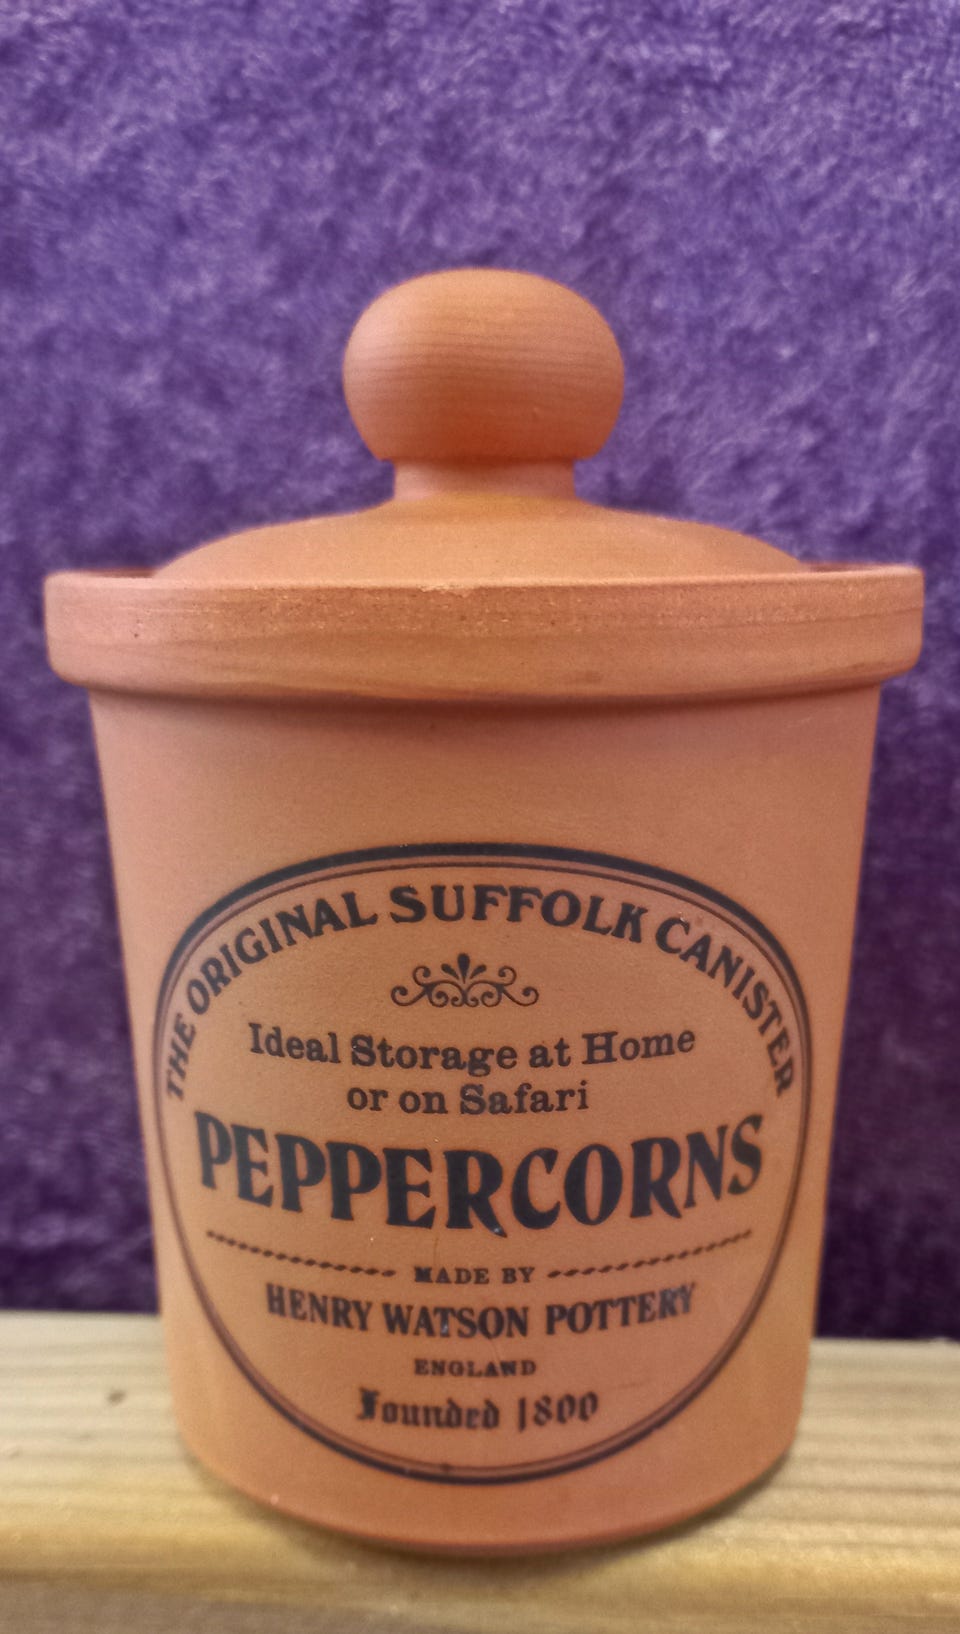 THE ORIGINAL SUFFOLK CANISTER
Ideal Storage at Home
or on Safari
PEPPERCORNS
MADE BY
HENRY WATSON POTTERY
ENGLAND
Founded 1800